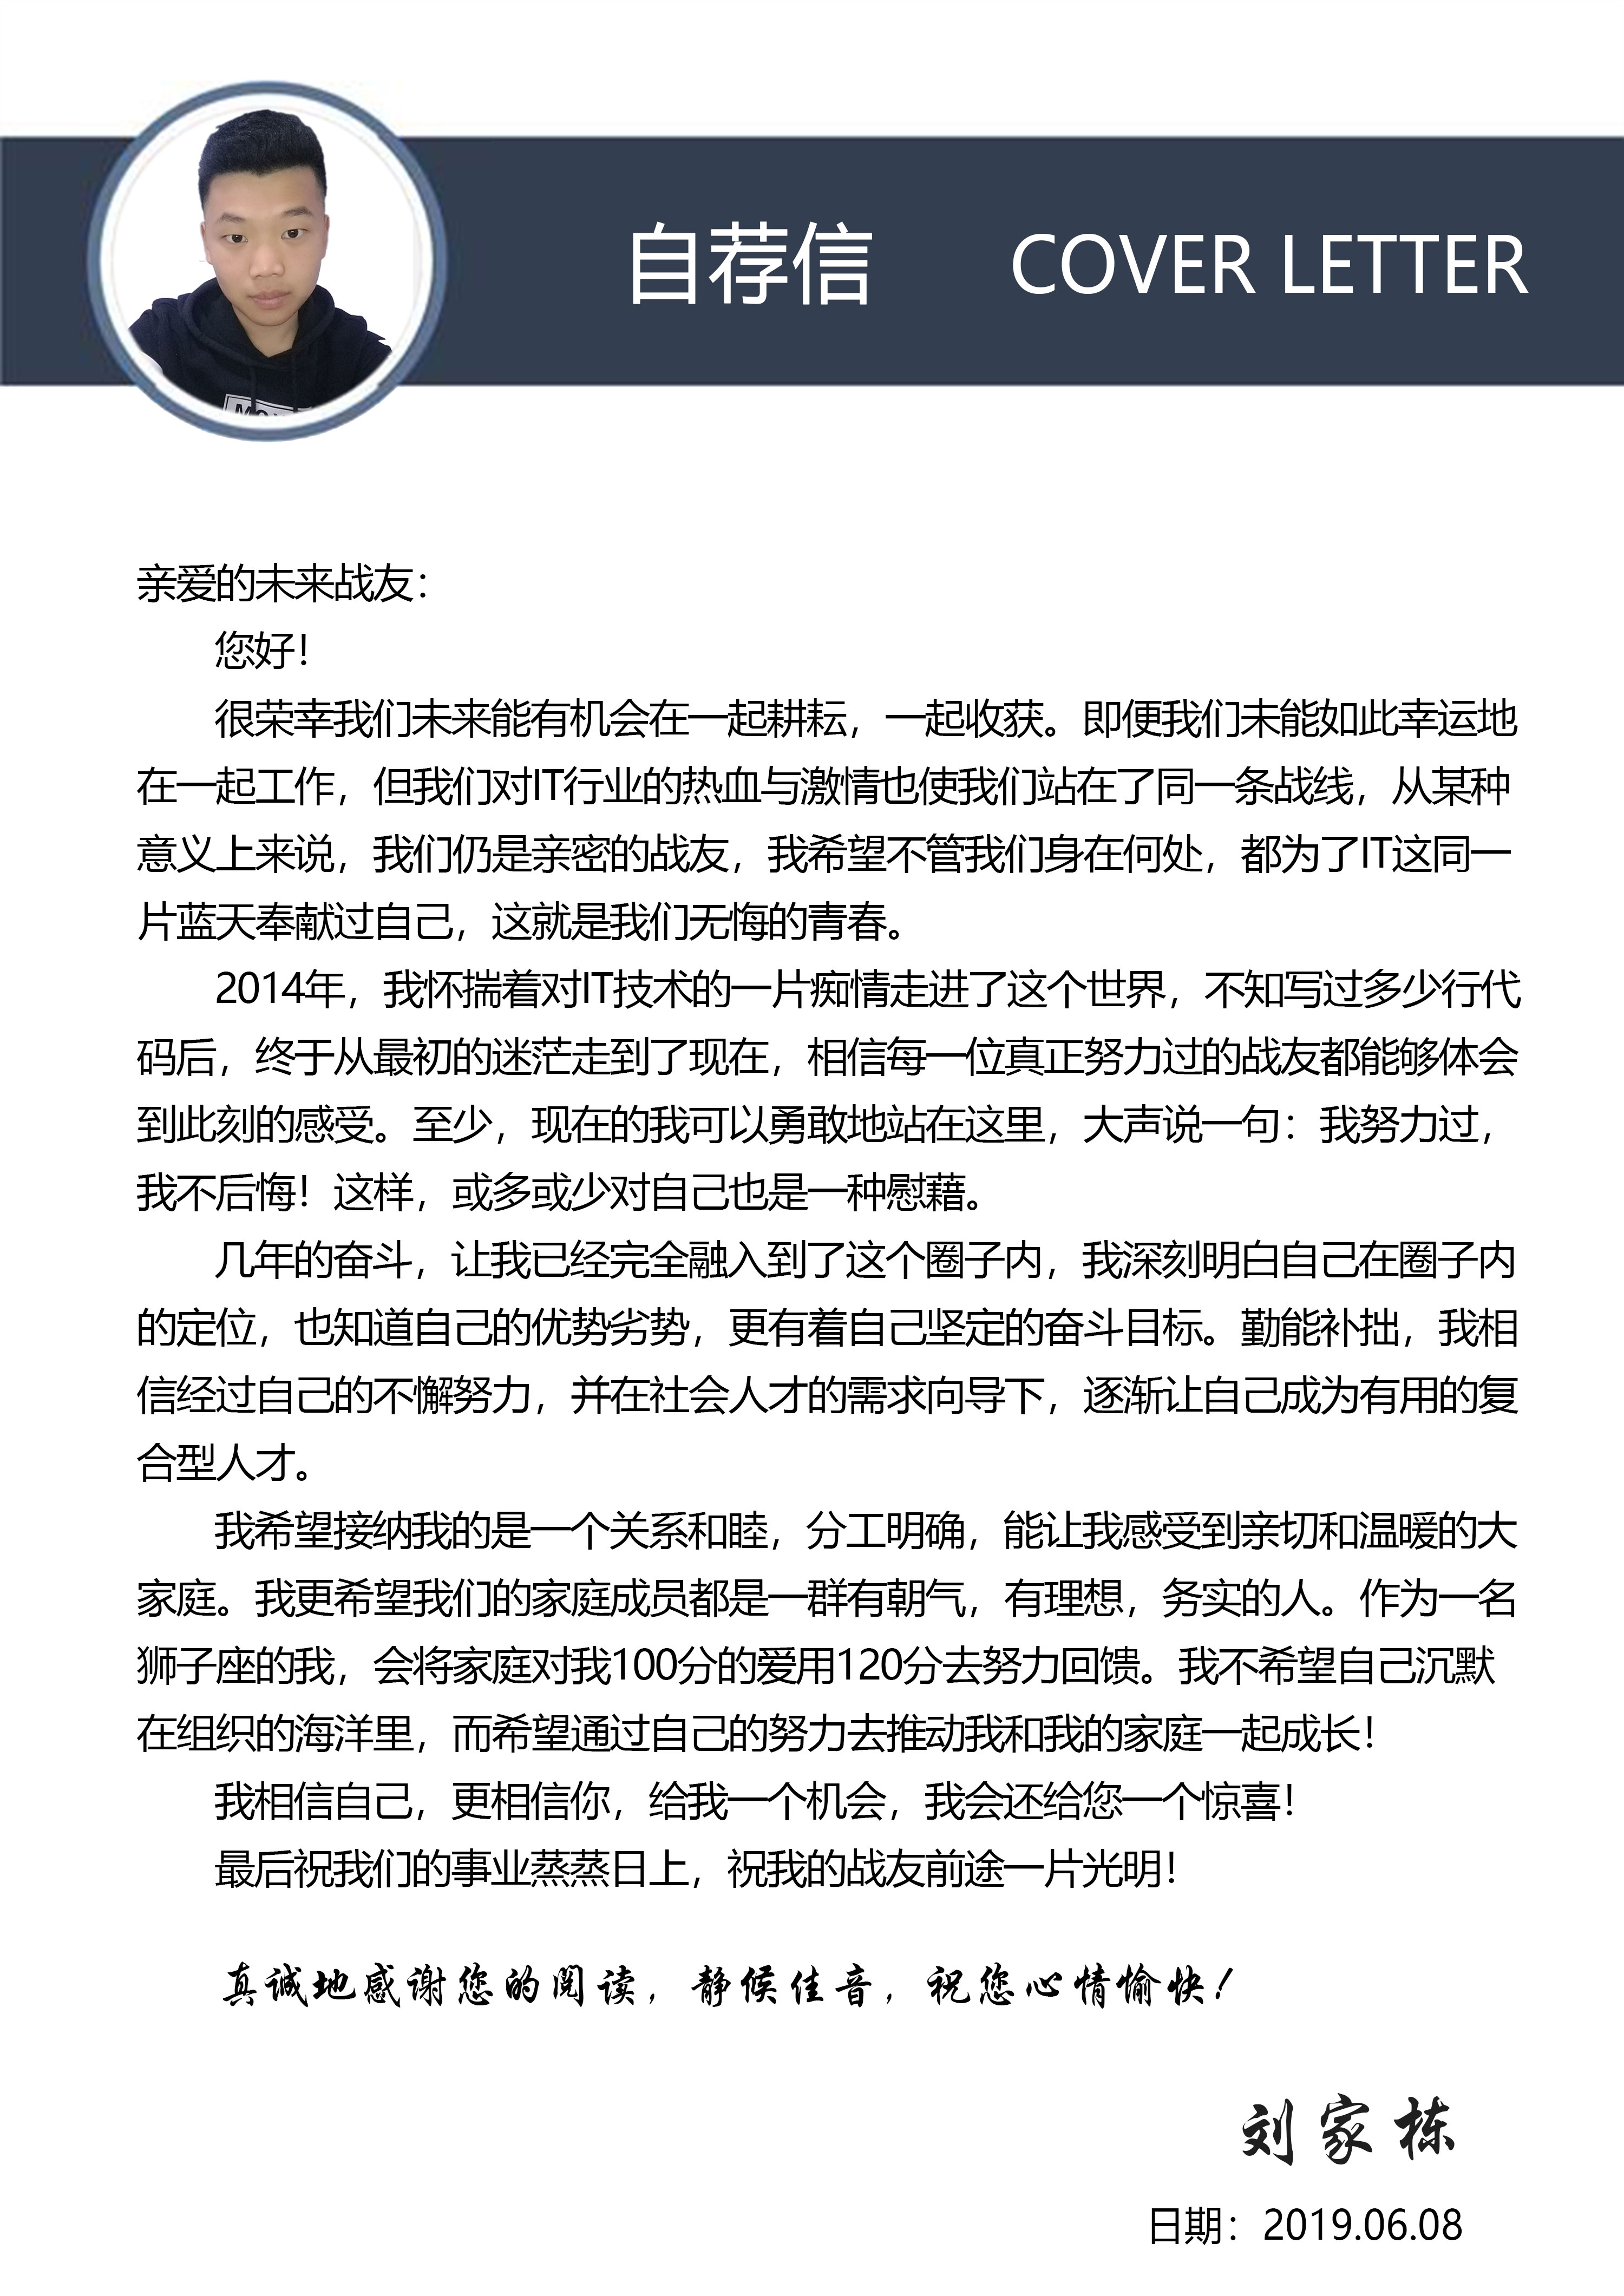 自荐信 COVER LETTER
亲爱的未来战友：
您好！
很荣幸我们未来能有机会在一起耕耘，一起收获。即便我们未能如此幸运地
在一起工作，但我们对IT行业的热血与激情也使我们站在了同一条战线，从某种
意义上来说，我们仍是亲密的战友，我希望不管我们身在何处，都为了IT这同一
片蓝天奉献过自己，这就是我们无悔的青春。
2014年，我怀揣着对IT技术的一片痴情走进了这个世界，不知写过多少行代
码后，终于从最初的迷茫走到了现在，相信每一位真正努力过的战友都能够体会
到此刻的感受。至少，现在的我可以勇敢地站在这里，大声说一句：我努力过，
我不后悔！这样，或多或少对自己也是一种慰藉。
几年的奋斗，让我已经完全融入到了这个圈子内，我深刻明白自己在圈子内
的定位，也知道自己的优势劣势，更有着自己坚定的奋斗目标。勤能补拙，我相
信经过自己的不懈努力，并在社会人才的需求向导下，逐渐让自己成为有用的复
合型人才。
我希望接纳我的是一个关系和睦，分工明确，能让我感受到亲切和温暖的大
家庭。我更希望我们的家庭成员都是一群有朝气，有理想，务实的人。作为一名
狮子座的我，会将家庭对我100分的爱用120分去努力回馈。我不希望自己沉默
在组织的海洋里，而希望通过自己的努力去推动我和我的家庭一起成长！
我相信自己，更相信你，给我一个机会，我会还给您一个惊喜！
最后祝我们的事业蒸蒸日上，祝我的战友前途一片光明！
真诚地感谢您的阅读，静候佳音，祝您心情愉快！
刘家栋
日期：2019.06.08